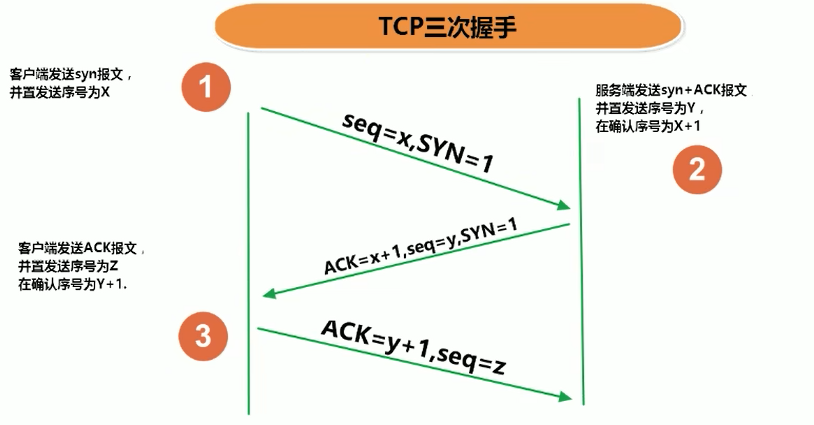 TCP三次握手
客户端发送syn报文，
并置发送序号为X
1
服务端发送syn+ACK报文
并置发送序号为Y，
在确认序号为X+1
2
seq=x,SYN=1
ACK=x+1,seq=y,SYN=1
客户端发送ACK报文，
并置发送序号为Z
在确认序号为Y+1.
3
ACK=y+1,seq=z